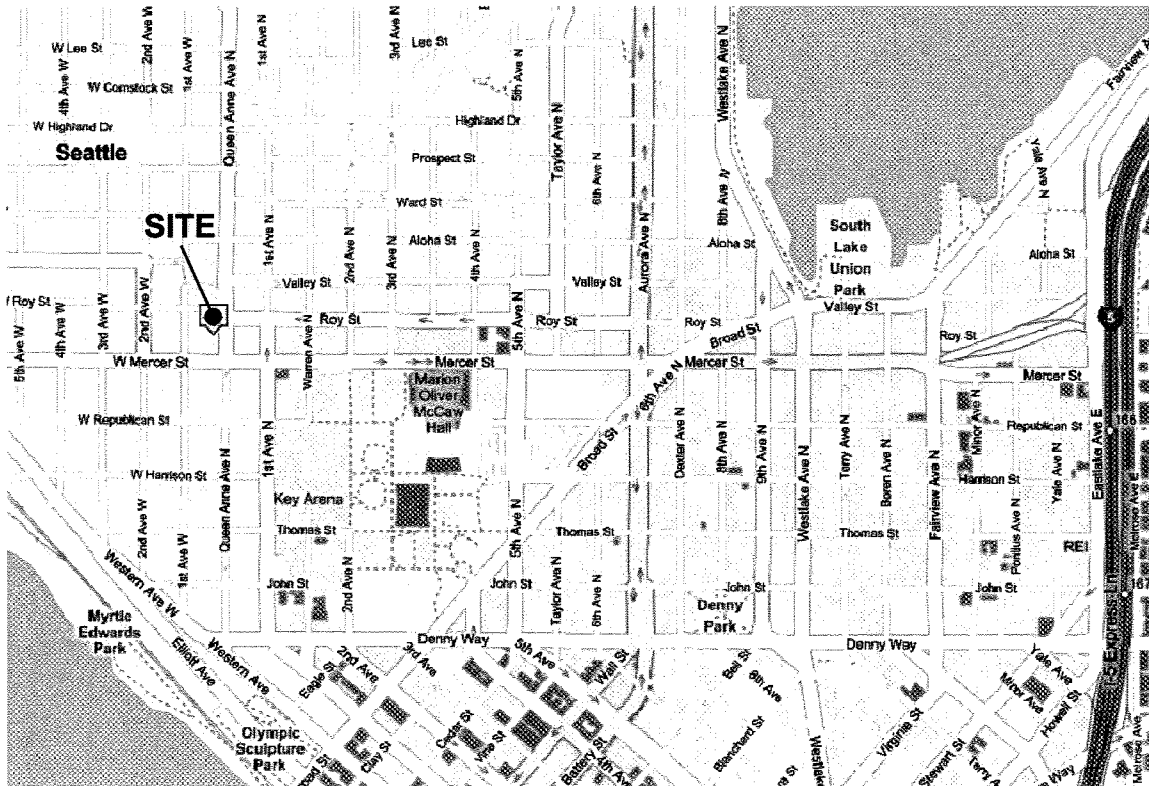 W Lee St
2nd Ave W
1st Ave W
Queen Anne Ave N
1st Ave N
3rd Ave N
Lee St
5th Ave N
Westlake Ave N
Fairview
4th Ave W
W Comstock St
W Highland Dr
Highland Dr
Taylor Ave N
Seattle
Prospect St
6th Ave N
8th Ave N
Yale Ave N
Ward St
SITE
1st Ave N
2nd Ave N
3rd Ave N
Aloha St
4th Ave N
Aurora Ave N
Aloha St
South
Lake
Union
Park
Aloha St
Valley St
Valley St
Valley St
Roy St
5th Ave W
4th Ave W
3rd Ave W
2nd Ave W
Warren Ave N
Roy St
5th Ave N
Roy St
Roy St
Broad St
Roy St
W Mercer St
Mercer St
Mercer St
Mercer St
Marion
Oliver
McCaw
Hall
6th Ave N
W Republican St
Republican St
166
1st Ave N
Broad St
Dexter Ave N
8th Ave N
9th Ave N
Westlake Ave N
Terry Ave N
Boren Ave N
Fairview Ave N
Minor Ave N
Yale Ave N
Eastlake Ave E
Melrose Ave E
W Harrison St
Harrison St
Key Arena
2nd Ave W
1st Ave W
Queen Anne Ave N
Thomas St
5th Ave N
Thomas St
Thomas St
Pontius Ave N
REI
Western Ave W
John St
2nd Ave N
John St
Taylor Ave N
6th Ave N
John St
John St
167
Myrtle
Edwards
Park
Denny
Park
Denny Way
Denny Way
I-5 Express Ln
Elliott Ave
Western Ave
Eagle St
2nd Ave
3rd Ave
5th Ave
Wall St
Bell St
8th Ave
Yale Ave
Minor Ave
Howell St
Olympic
Sculpture
Park
Clay St
Cedar St
Vine St
Battery St
4th Ave
Blanchard St
Westlake
Virginia St
Stewart St
Terry Ave
Melrose Ave